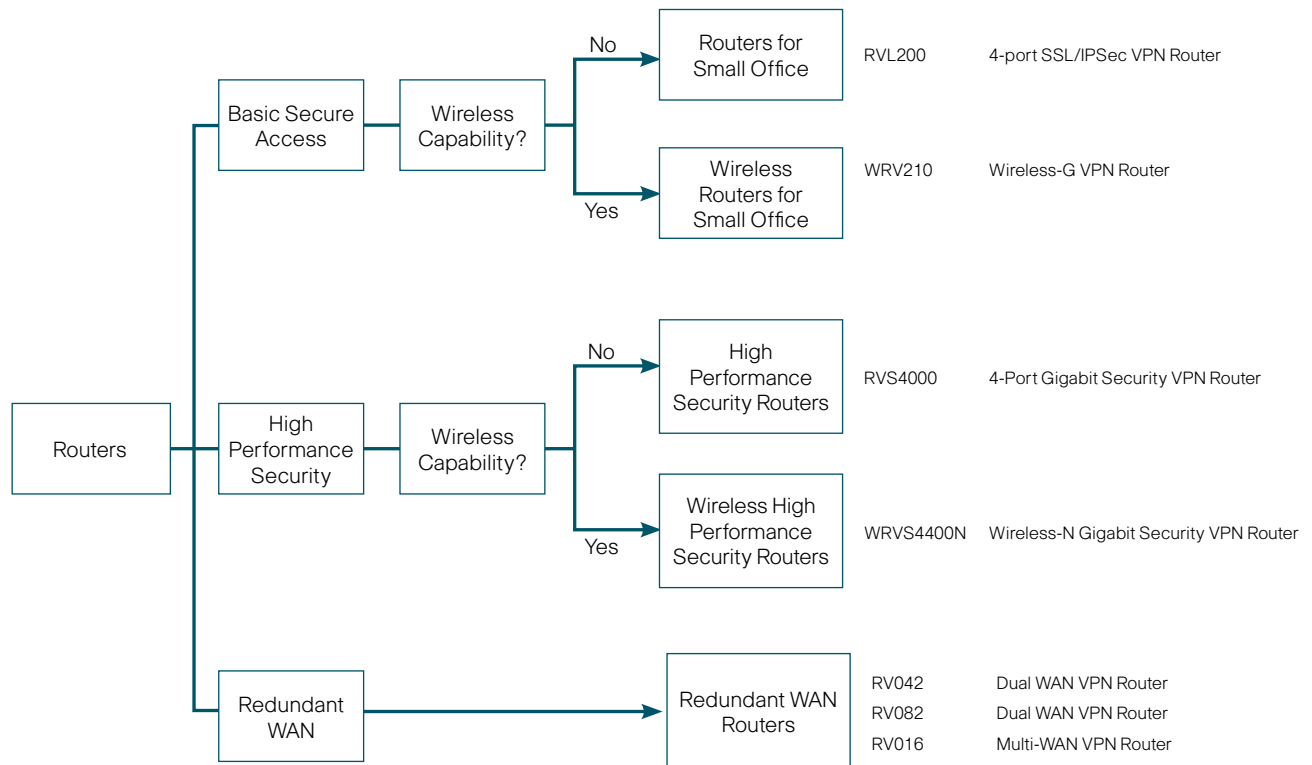 No
Routers for
Small Office
RVL200 4-port SSL/IPSec VPN Router
Basic Secure
Access
Wireless
Capability?
Yes
Wireless
Routers for
Small Office
WRV210 Wireless-G VPN Router
Routers
High
Performance
Security
Wireless
Capability?
No
High
Performance
Security Routers
RVS4000 4-Port Gigabit Security VPN Router
Yes
Wireless High
Performance
Security Routers
WRVS4400N Wireless-N Gigabit Security VPN Router
Redundant
WAN
Redundant WAN
Routers
RV042 Dual WAN VPN Router
RV082 Dual WAN VPN Router
RV016 Multi-WAN VPN Router